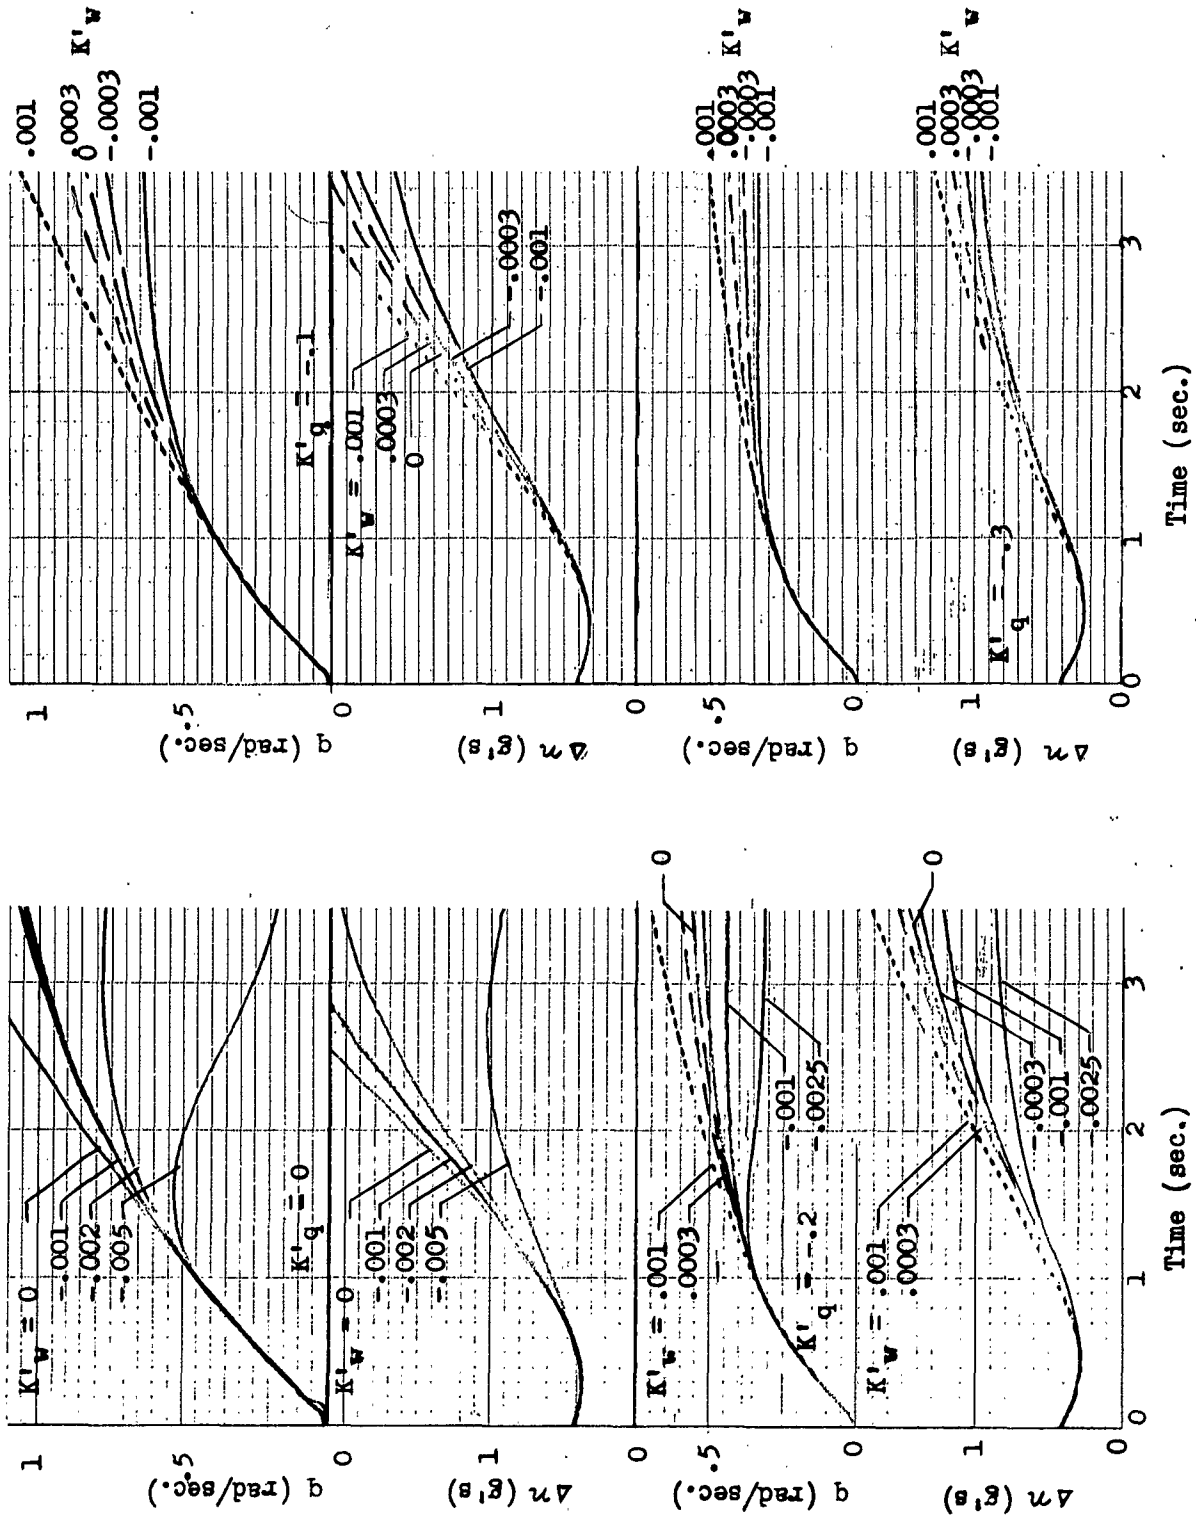 K'w = 0
-.001
-.002
-.005
K'q = 0
1
.5
0
q (rad/sec.)
K'w = 0
-.001
-.002
-.005
1
0
Δn (g's)
K'w = .001
.0003
0
-.001
-.0025
K'q = -.2
.5
0
q (rad/sec.)
K'w = .001
.0003
0
-.0003
-.001
-.0025
1
0
Δn (g's)
0
1
2
3
Time (sec.)
.001
.0003
0
-.0003
-.001
K'w
K'q = -.1
1
.5
0
q (rad/sec.)
K'w = .001
.0003
0
-.0003
-.001
1
0
Δn (g's)
.001
.0003
-.0003
-.001
K'w
.5
0
q (rad/sec.)
.001
.0003
-.0003
-.001
K'w
K'q = -.3
1
0
Δn (g's)
0
1
2
3
Time (sec.)